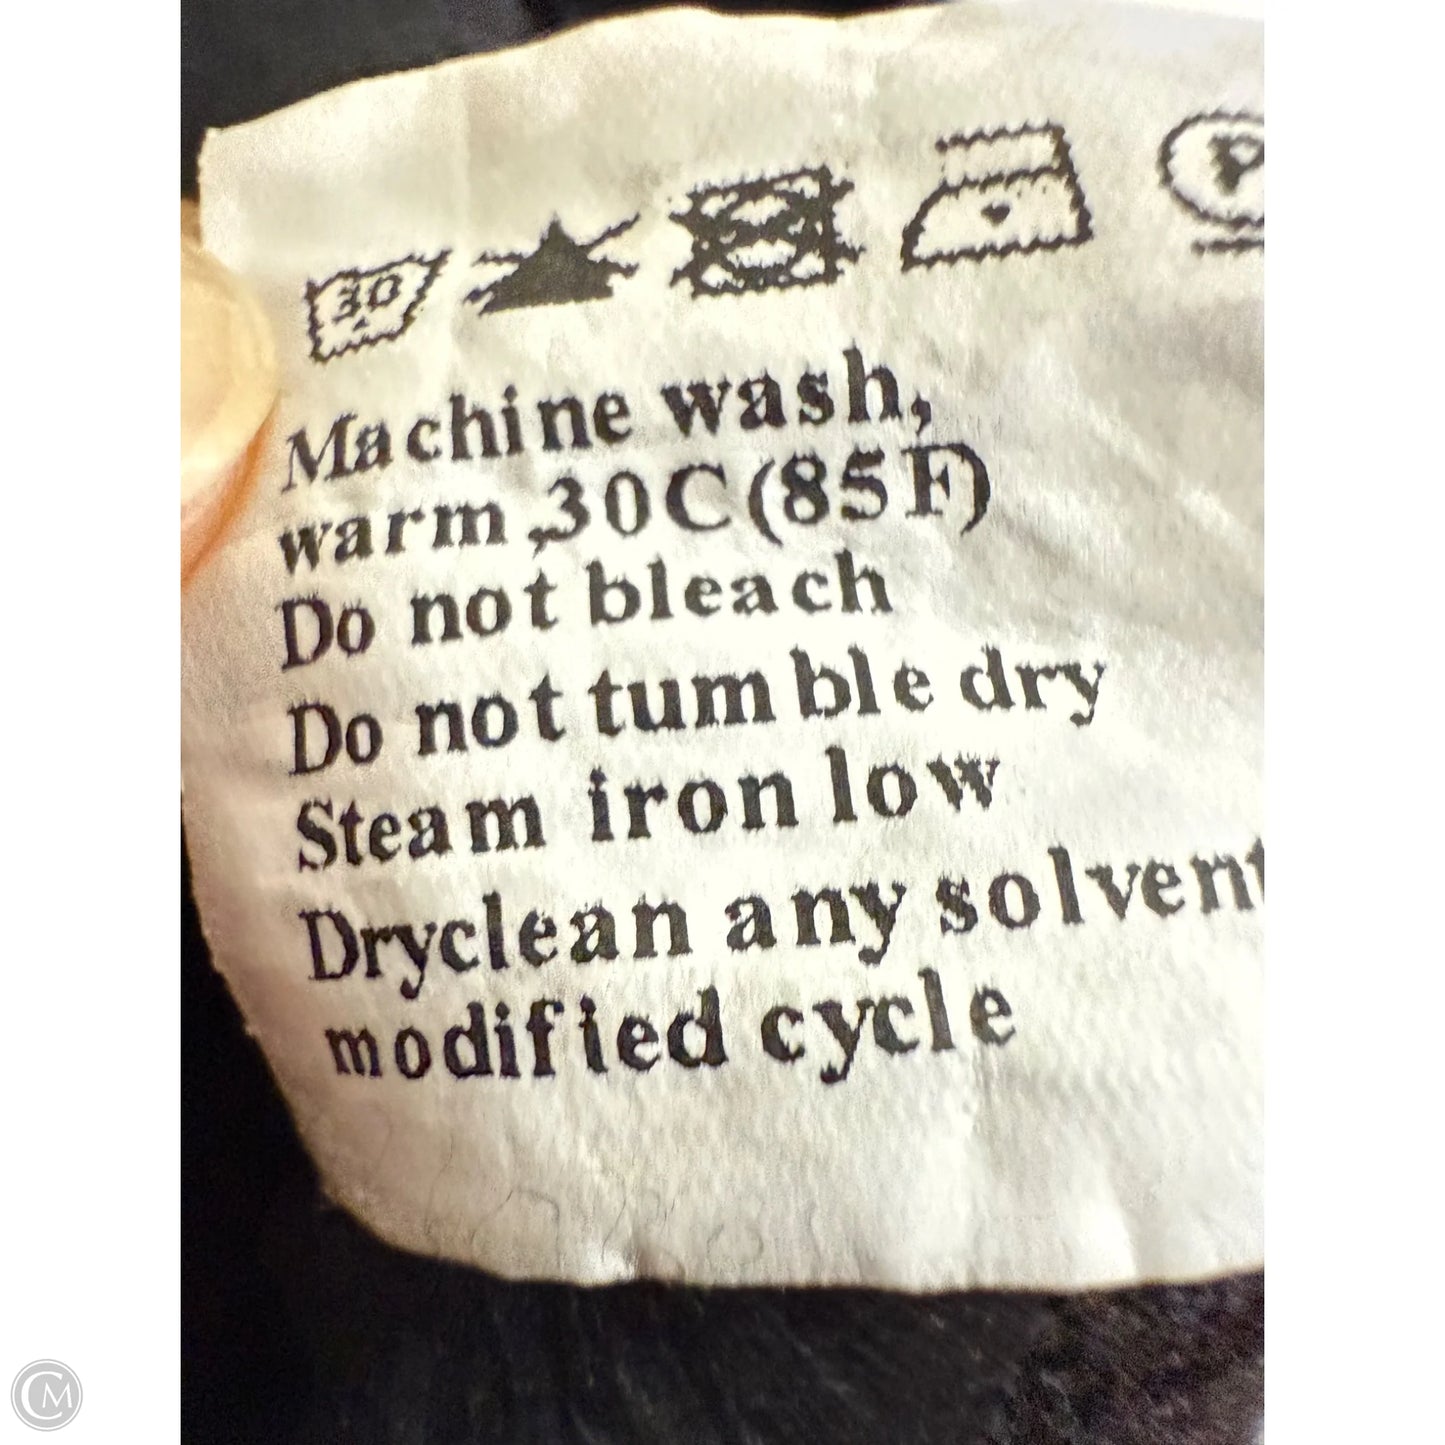 30
P
Machine wash,
warm ,30C(85F)
Do not bleach
Do not tumble dry
Steam iron low
Dryclean any solvent
modified cycle
CM